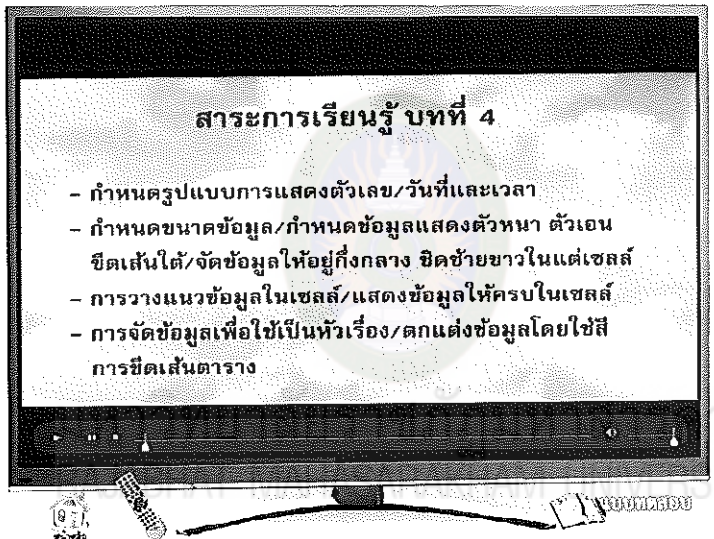 สาระการเรียนรู้ บทที่ 4
- กำหนดรูปแบบการแสดงตัวเลข/วันที่และเวลา
- กำหนดขนาดข้อมูล/กำหนดข้อมูลแสดงตัวหนา ตัวเอน
ขีดเส้นใต้/จัดข้อมูลให้อยู่กึ่งกลาง ชิดซ้ายขาวในแต่เซลล์
- การวางแนวข้อมูลในเซลล์/แสดงข้อมูลให้ครบในเซลล์
- การจัดข้อมูลเพื่อใช้เป็นหัวเรื่อง/ตกแต่งข้อมูลโดยใช้สี
การขีดเส้นตาราง
แบบทดสอบ